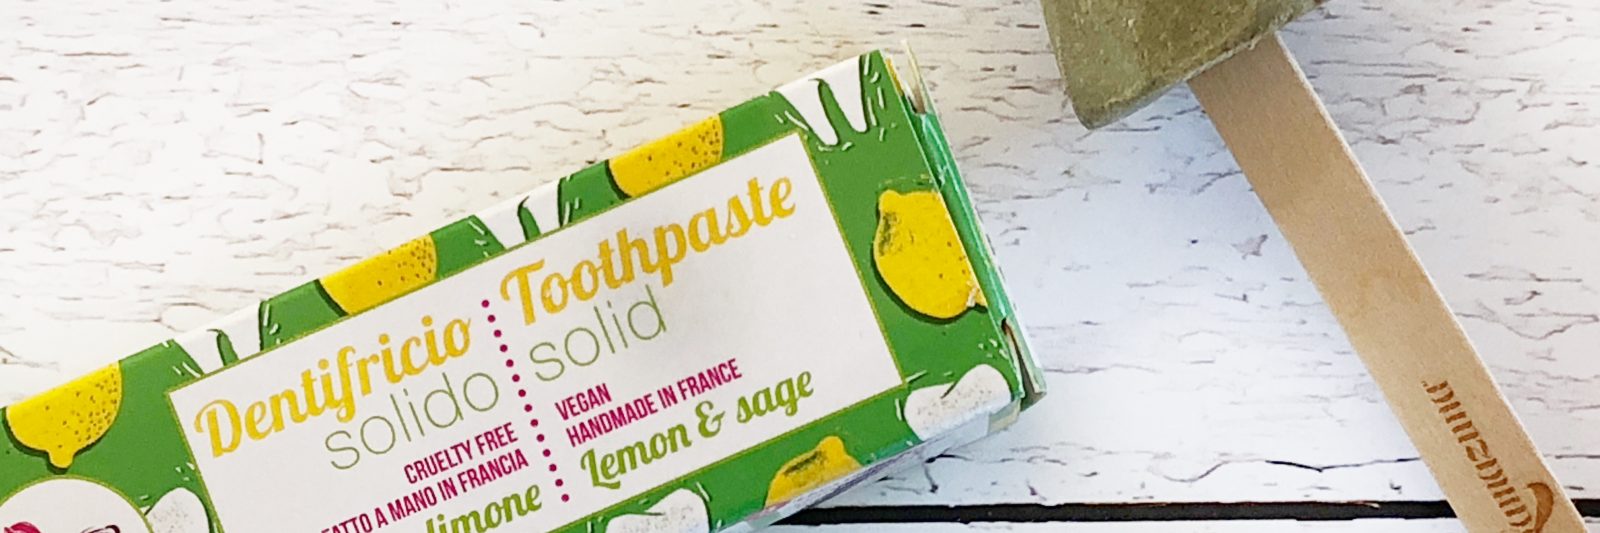 Dentifricio
solido
CRUELTY FREE
FATTO A MANO IN FRANCIA
limone
Toothpaste
solid
VEGAN
HANDMADE IN FRANCE
Lemon & sage